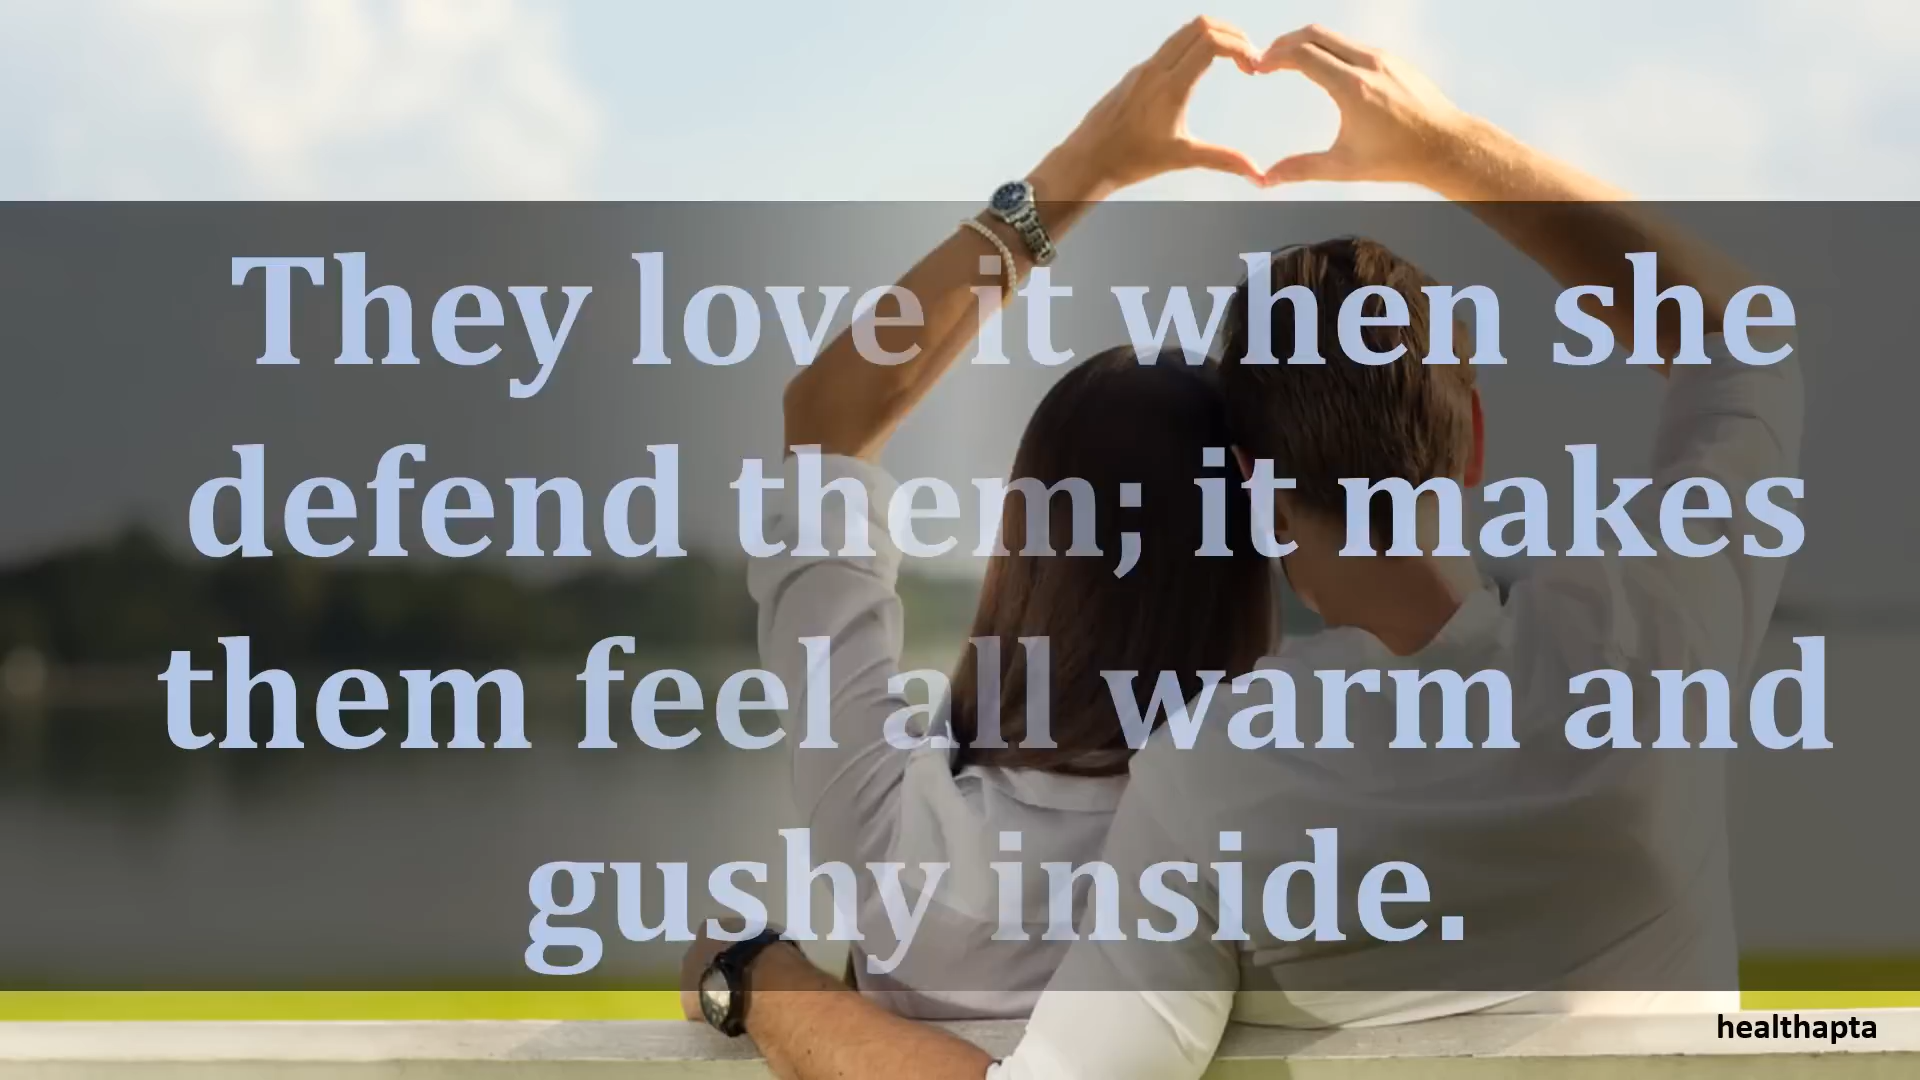 They love it when she
defend them; it makes
them feel all warm and
gushy inside.
healthapta